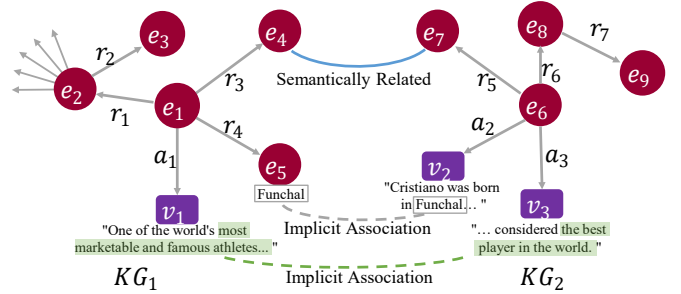 e3
e4
e7
e8
r7
r2
e9
e2
r3
Semantically Related
r6
r5
r1
e1
e6
r4
a2
a1
a3
e5
v2
Funchal
"Cristiano was born
in Funchal... "
v1
v3
Implicit Association
"One of the world's most
marketable and famous athletes... "
"... considered the best
player in the world. "
Implicit Association
KG1
KG2